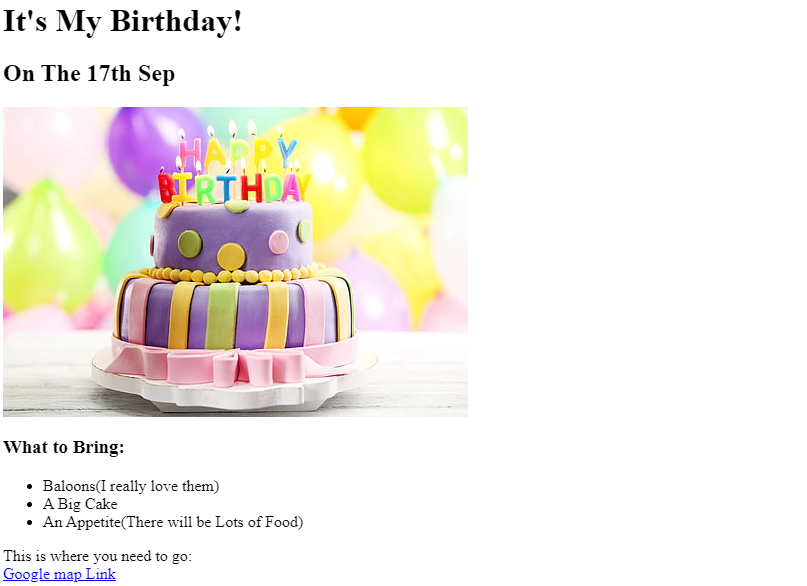 It's My Birthday!
On The 17th Sep
HAPPY
BIRTHDAY
What to Bring:
Baloons(I really love them)
A Big Cake
An Appetite(There will be Lots of Food)
This is where you need to go:
Google map Link